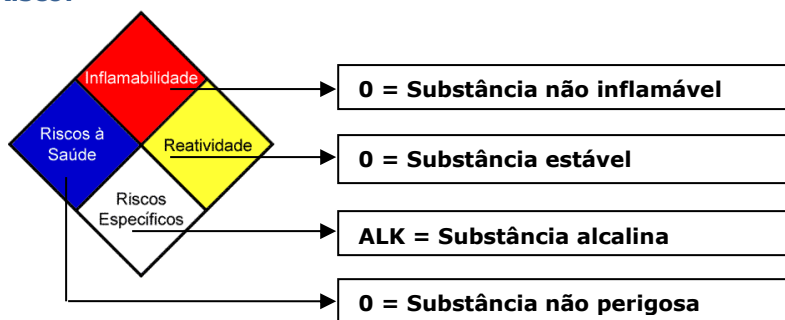 Inflamabilidade
0 = Substância não inflamável
Riscos à
Saúde
Reatividade
0 = Substância estável
Riscos
Específicos
ALK = Substância alcalina
0 = Substância não perigosa